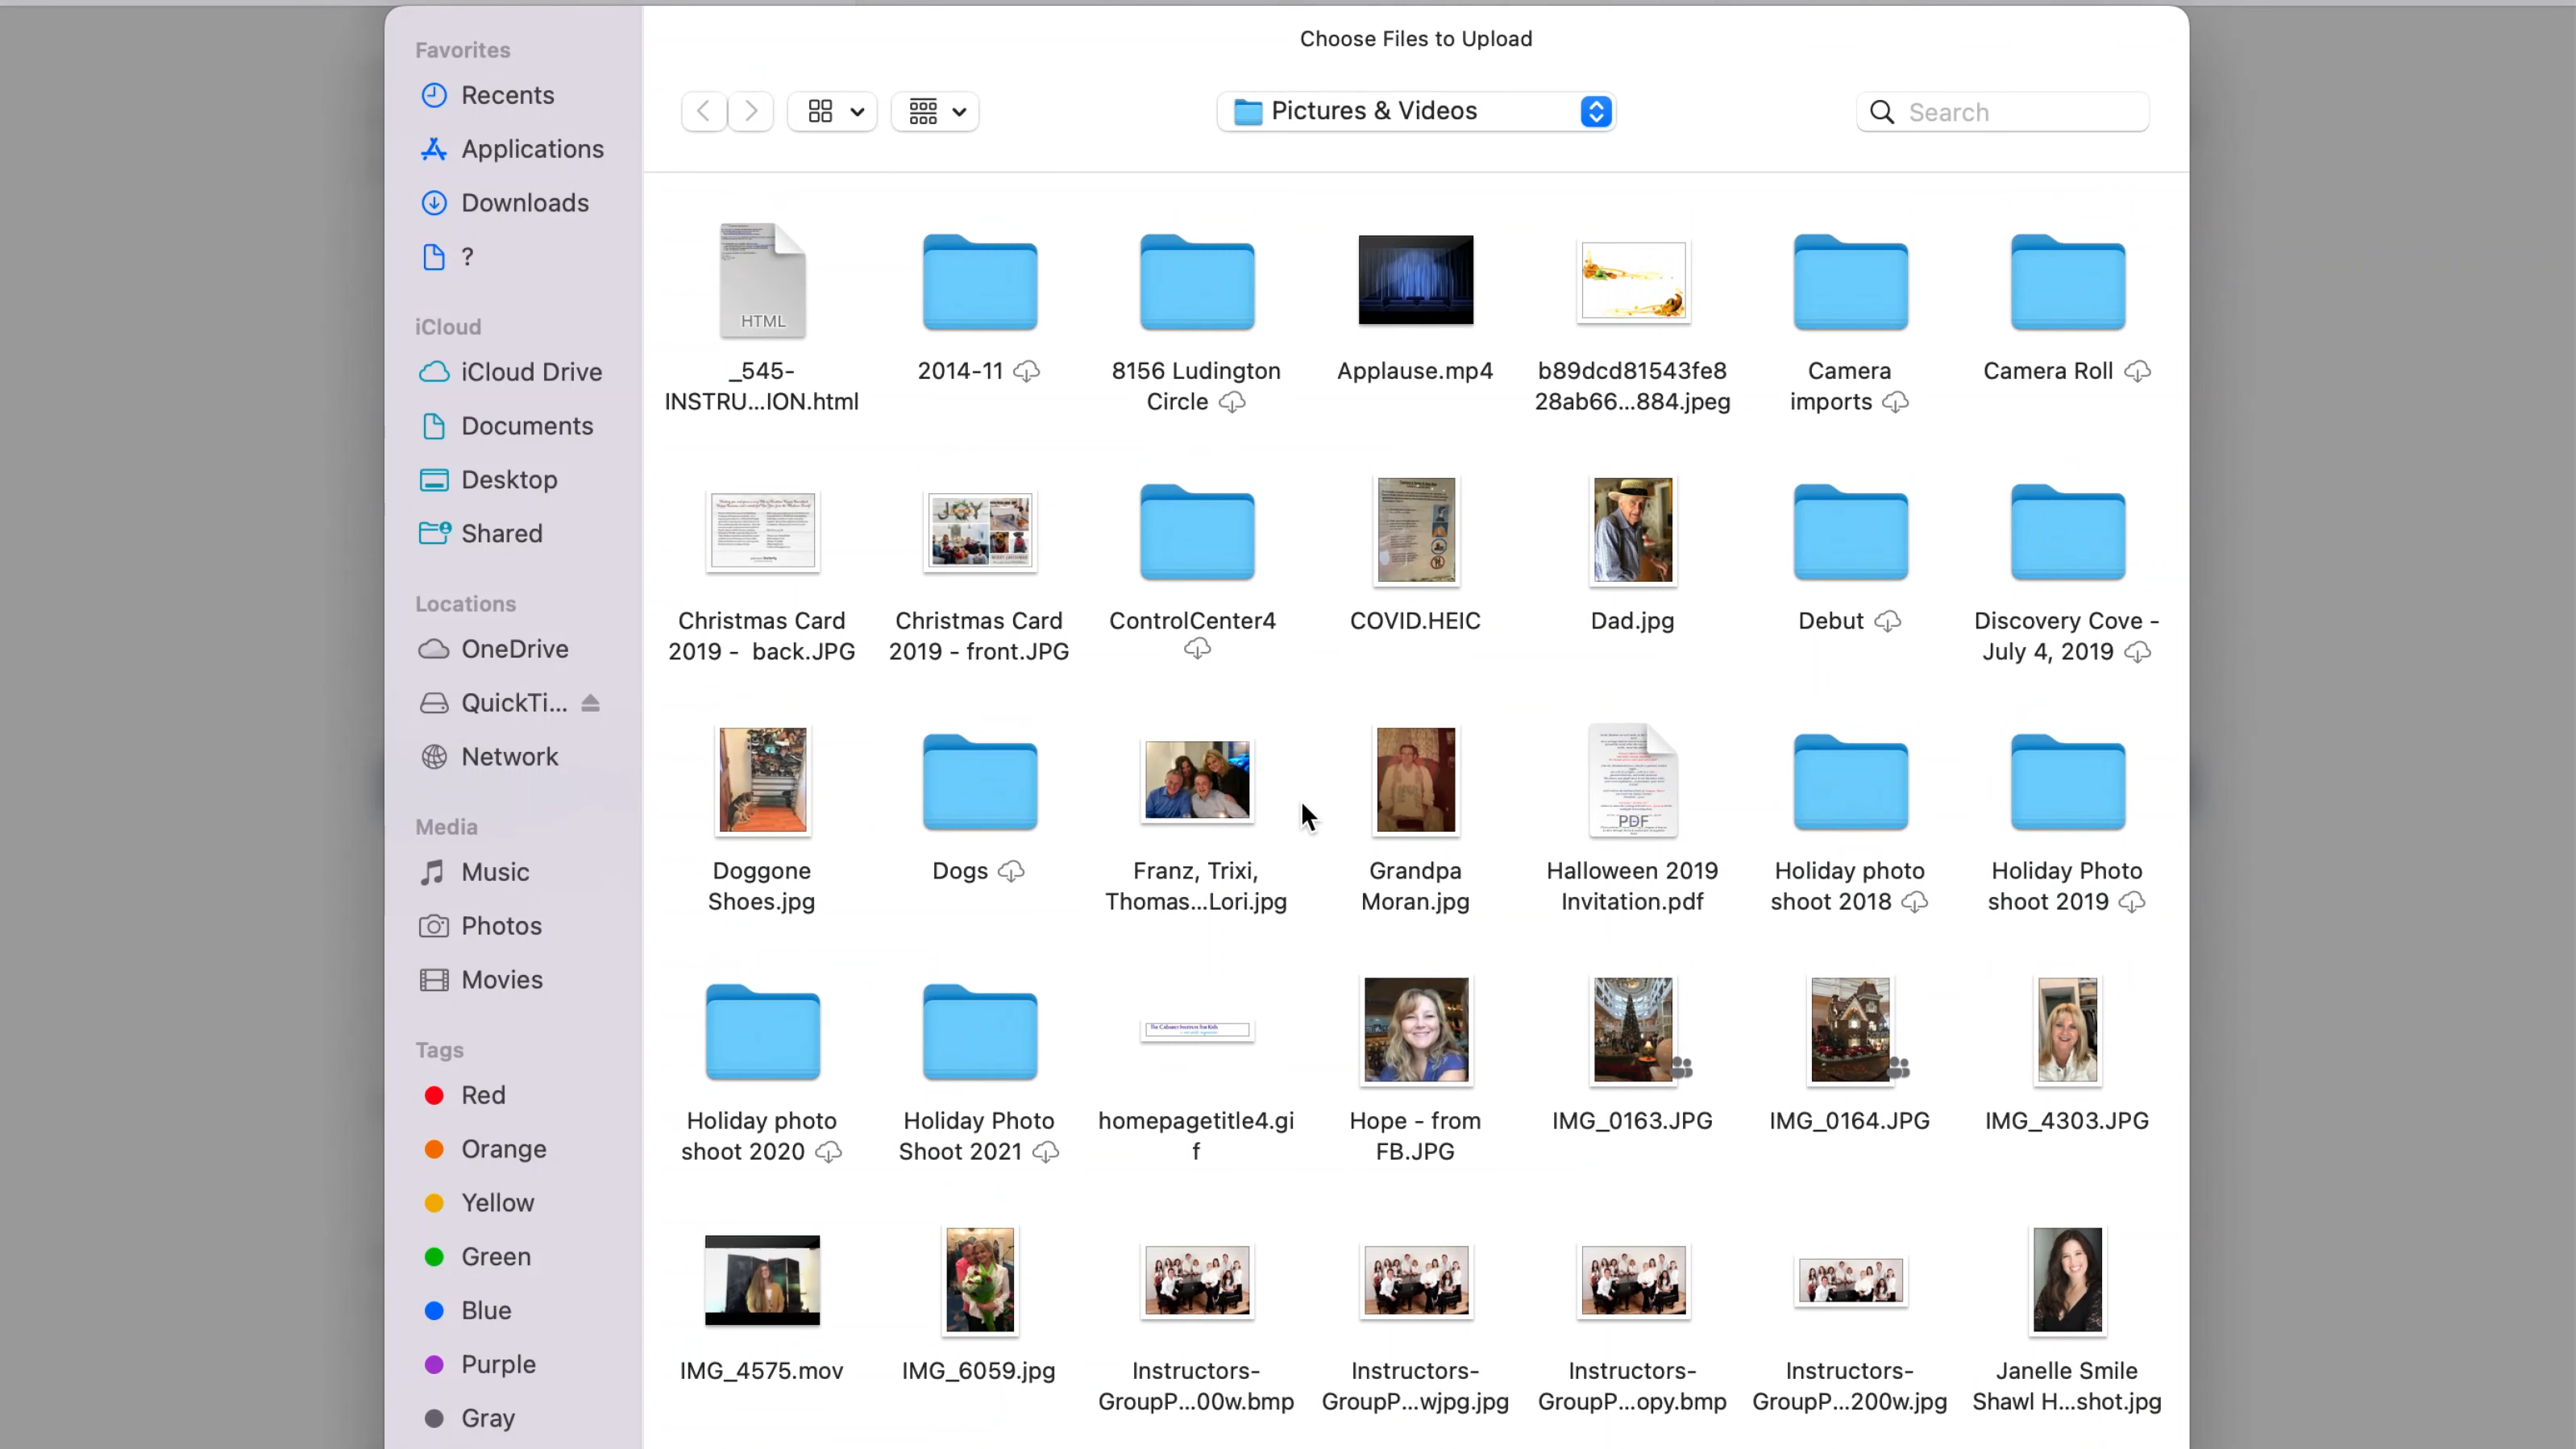 Choose Files to Upload
Favorites
Recents
Applications
Downloads
?
iCloud
iCloud Drive
Documents
Desktop
Shared
Locations
OneDrive
QuickTi...
Network
Media
Music
Photos
Movies
Tags
Red
Orange
Yellow
Green
Blue
Purple
Gray
Pictures & Videos
Search
HTML
_545-
INSTRU...ION.html
2014-11
8156 Ludington
Circle
Applause.mp4
b89dcd81543fe8
28ab66...884.jpeg
Camera
imports
Camera Roll
Christmas Card
2019 -  back.JPG
JOY
Christmas Card
2019 - front.JPG
ControlCenter4
COVID.HEIC
Dad.jpg
Debut
Discovery Cove -
July 4, 2019
Doggone
Shoes.jpg
Dogs
Franz, Trixi,
Thomas...Lori.jpg
Grandpa
Moran.jpg
PDF
Halloween 2019
Invitation.pdf
Holiday photo
shoot 2018
Holiday Photo
shoot 2019
Holiday photo
shoot 2020
Holiday Photo
Shoot 2021
homepagetitle4.gi
f
Hope - from
FB.JPG
IMG_0163.JPG
IMG_0164.JPG
IMG_4303.JPG
IMG_4575.mov
IMG_6059.jpg
Instructors-
GroupP...00w.bmp
Instructors-
GroupP...wjpg.jpg
Instructors-
GroupP...opy.bmp
Instructors-
GroupP...200w.jpg
Janelle Smile
Shawl H...shot.jpg